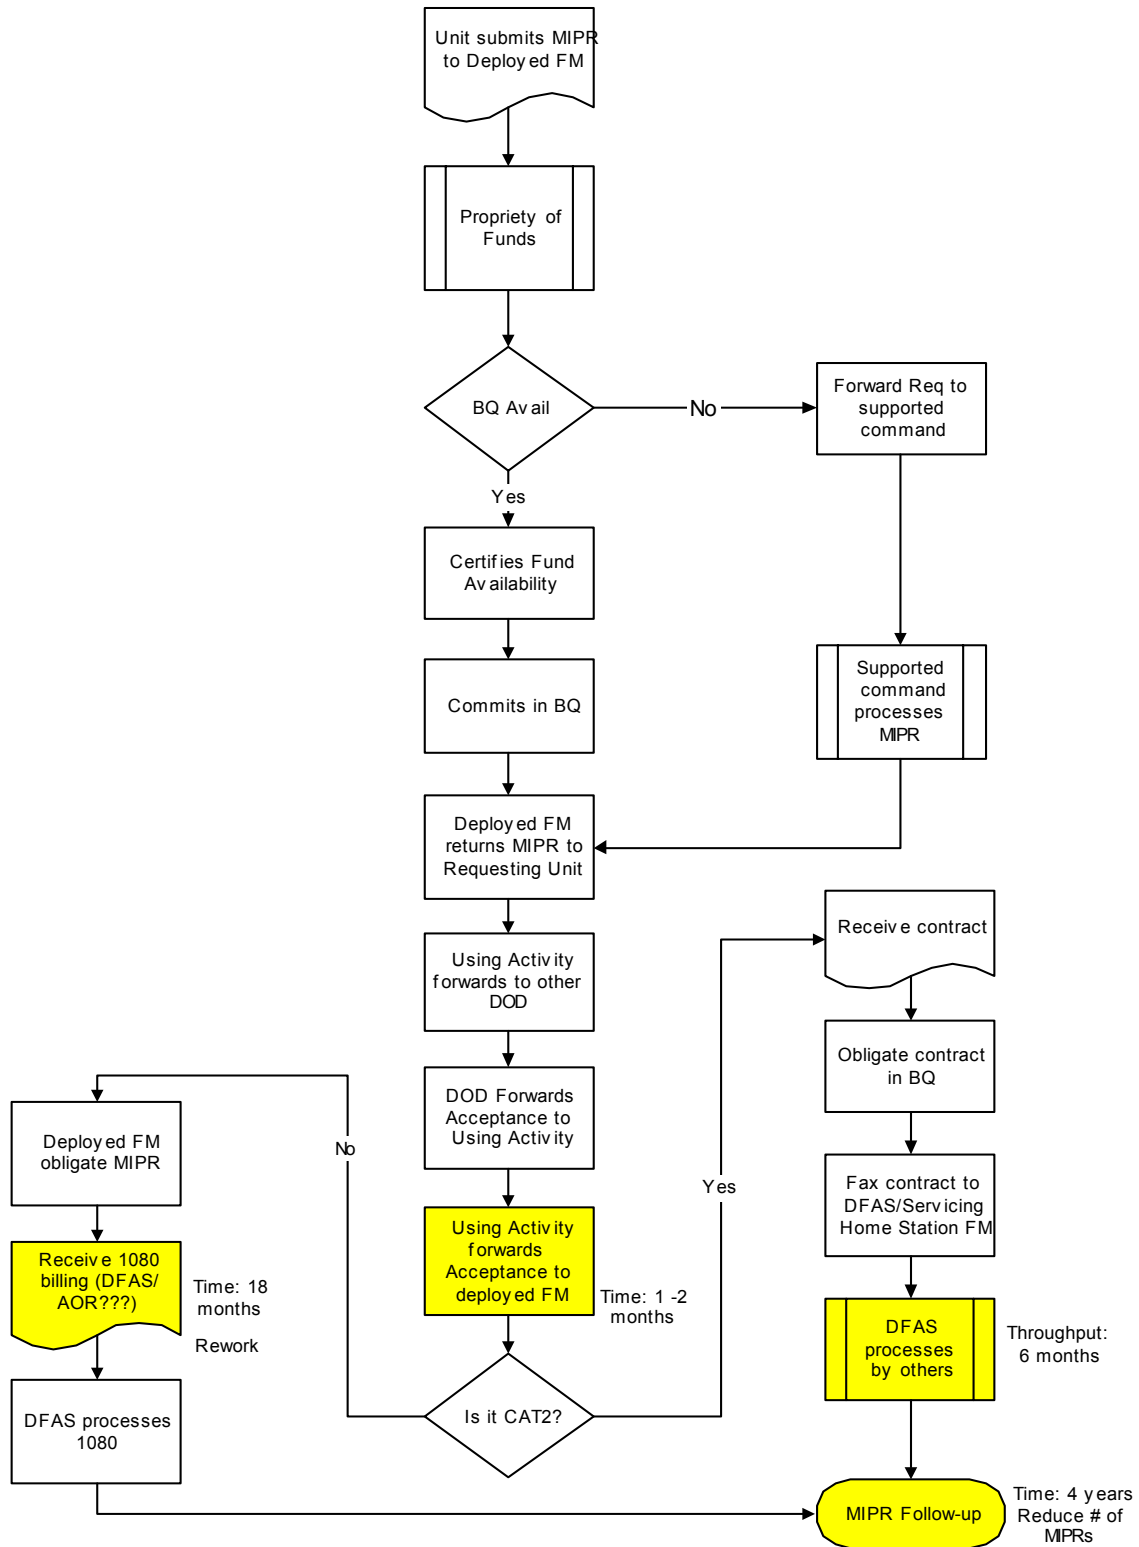 Unit submits MIPR
to Deployed FM
Propriety of
Funds
BQ Avail
No
Forward Req to
supported
command
Yes
Certifies Fund
Availability
Commits in BQ
Supported
command
processes
MIPR
Deployed FM
returns MIPR to
Requesting Unit
Using Activity
forwards to other
DOD
Receive contract
Obligate contract
in BQ
DOD Forwards
Acceptance to
Using Activity
Deployed FM
obligate MIPR
No
Yes
Fax contract to
DFAS/Servicing
Home Station FM
Using Activity
forwards
Acceptance to
deployed FM
Time: 1 -2
months
Receive 1080
billing (DFAS/
AOR???)
Time: 18
months
Rework
DFAS
processes
by others
Throughput:
6 months
Is it CAT2?
DFAS processes
1080
MIPR Follow-up
Time: 4 years
Reduce # of
MIPRs